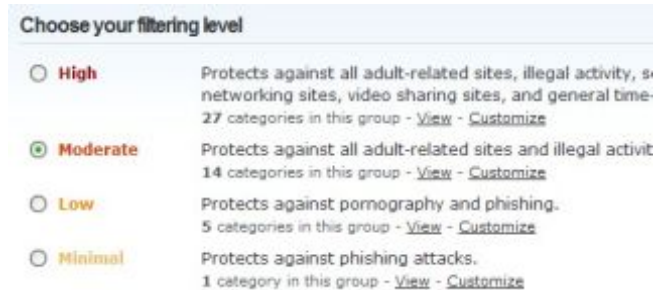 Choose your filtering level
High
Protects against all adult-related sites, illegal activity,
networking sites, video sharing sites, and general time-
27 categories in this group - View - Customize
Moderate
Protects against all adult-related sites and illegal
14 categories in this group - View - Customize
Low
Protects against pornography and phishing.
5 categories in this group - View - Customize
Minimal
Protects against phishing attacks.
1 category in this group - View - Customize